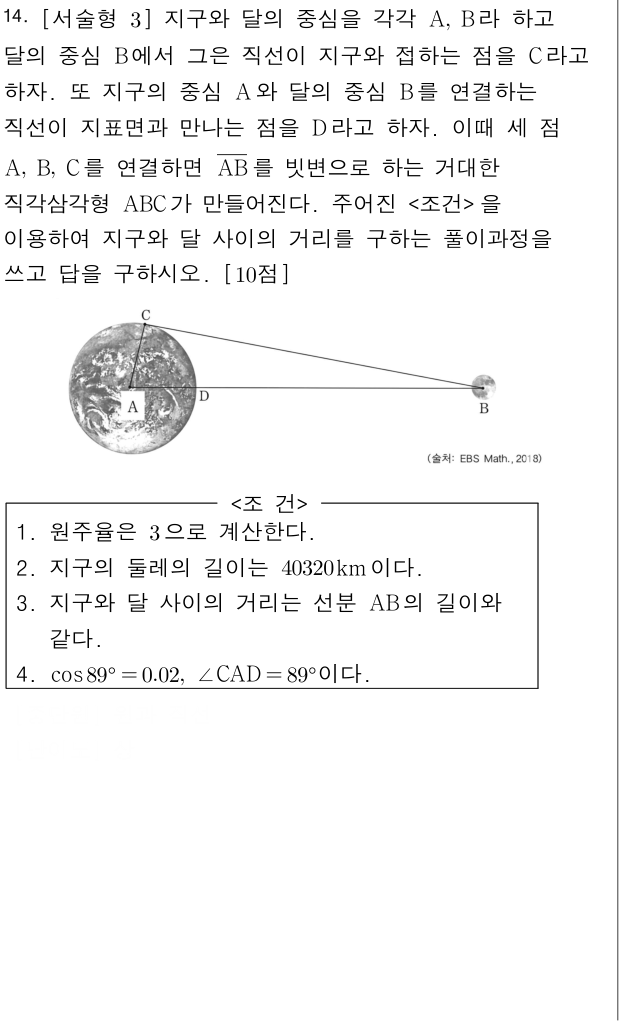 14. [서술형 3] 지구와 달의 중심을 각각 A, B라 하고
달의 중심 B에서 그은 직선이 지구와 접하는 점을 C라고
하자. 또 지구의 중심 A와 달의 중심 B를 연결하는
직선이 지표면과 만나는 점을 D라고 하자. 이때 세 점
A, B, C를 연결하면 \overline{AB}를 빗변으로 하는 거대한
직각삼각형 ABC가 만들어진다. 주어진 <조건>을
이용하여 지구와 달 사이의 거리를 구하는 풀이과정을
쓰고 답을 구하시오. [10점]
C
A
D
B
(출처: EBS Math., 2018)
<조 건>
1. 원주율은 3으로 계산한다.
2. 지구의 둘레의 길이는 40320km이다.
3. 지구와 달 사이의 거리는 선분 AB의 길이와
같다.
4. cos89°=0.02, ∠CAD=89°이다.